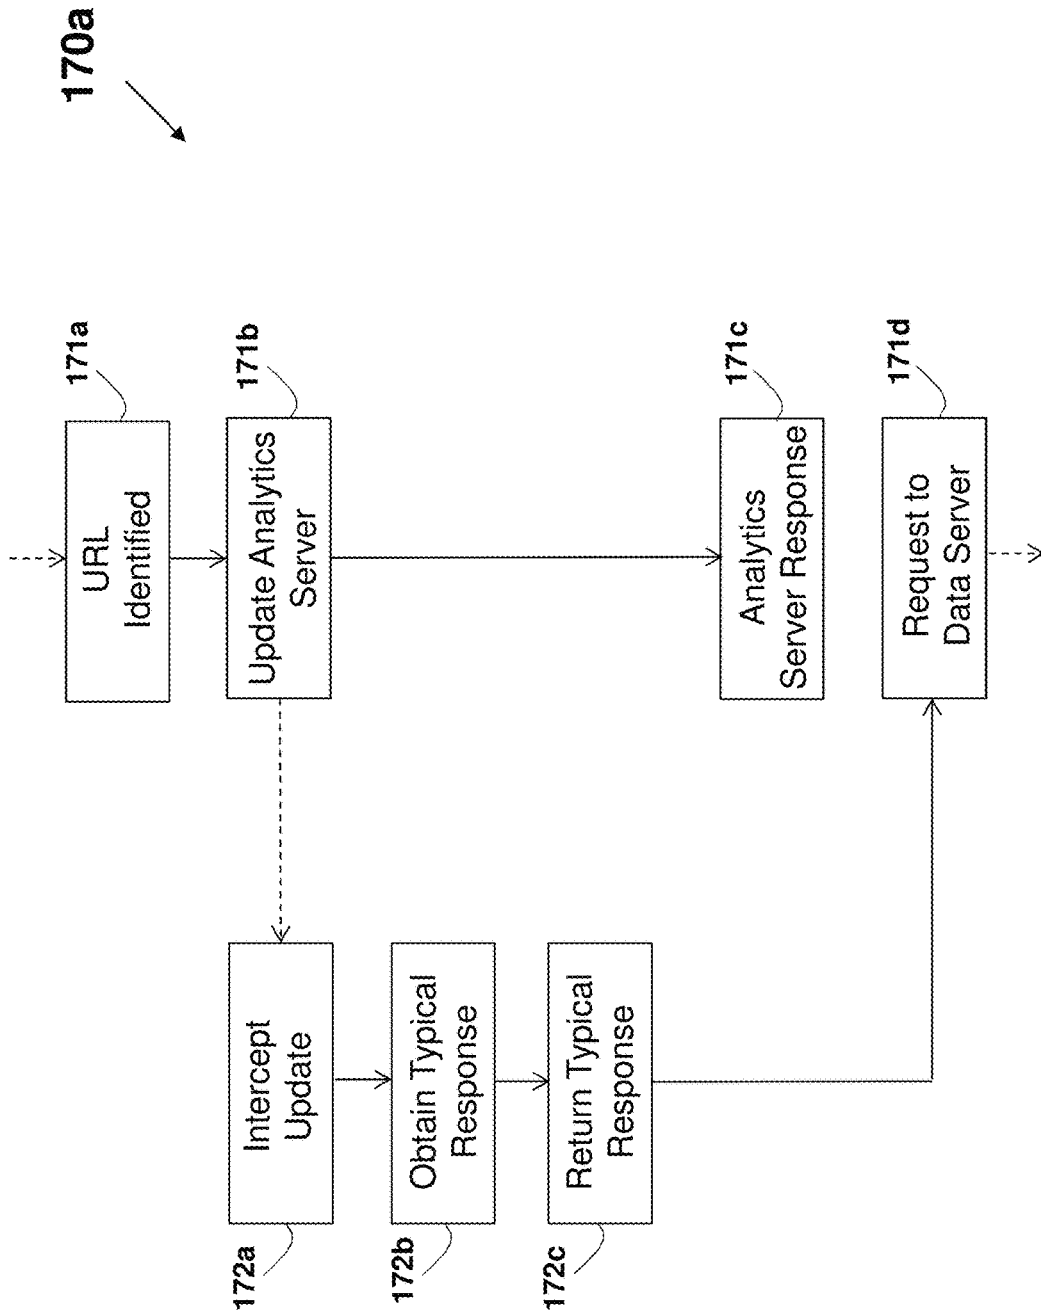 170a
171a
URL
Identified
171b
Update Analytics
Server
172a
Intercept
Update
172b
Obtain Typical
Response
172c
Return Typical
Response
171c
Analytics
Server Response
171d
Request to
Data Server